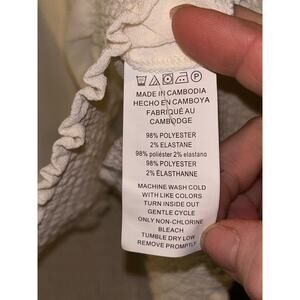 MADE IN CAMBODIA
HECHO EN CAMBOYA
FABRIQUÉ AU
CAMBODGE
98% POLYESTER
2% ELASTANE
98% poliéster 2% elastano
98% POLYESTER
2% ÉLASTHANNE
MACHINE WASH COLD
WITH LIKE COLORS
TURN INSIDE OUT
GENTLE CYCLE
ONLY NON-CHLORINE
BLEACH
TUMBLE DRY LOW
REMOVE PROMPTLY